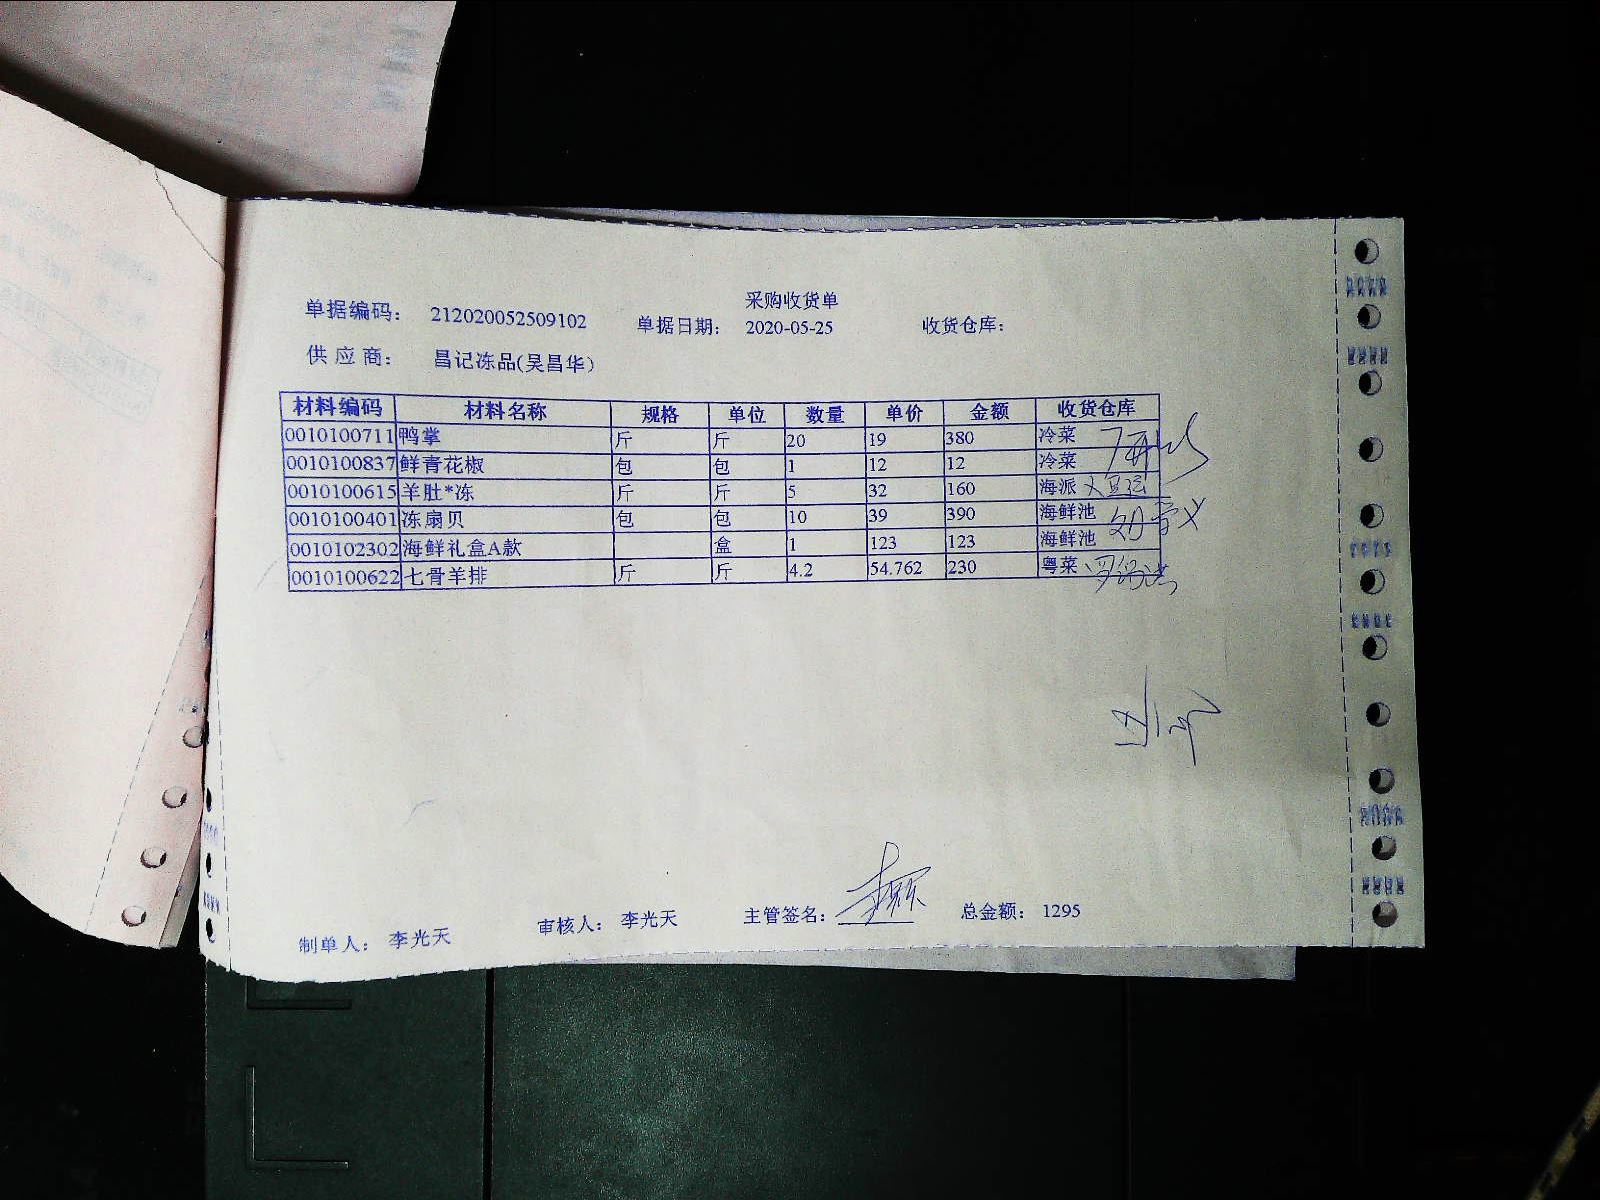 采购收货单
单据编码： 212020052509102 单据日期： 2020-05-25 收货仓库：
供 应 商： 昌记冻品(吴昌华)
材料编码 材料名称 规格 单位 数量 单价 金额 收货仓库
0010100711 鸭掌 斤 斤 20 19 380 冷菜
0010100837 鲜青花椒 包 包 1 12 12 冷菜
0010100615 羊肚*冻 斤 斤 5 32 160 海派
0010100401 冻扇贝 包 包 10 39 390 海鲜池
0010102302 海鲜礼盒A款 盒 1 123 123 海鲜池
0010100622 七骨羊排 斤 斤 4.2 54.762 230 粤菜
制单人： 李光天 审核人： 李光天 主管签名： 总金额： 1295